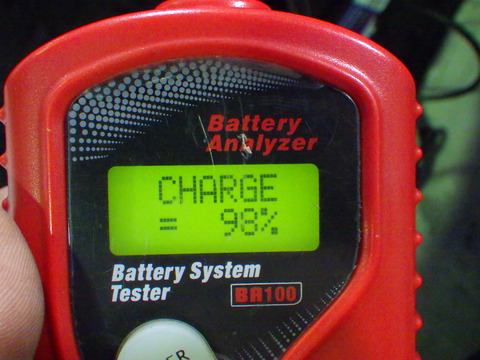 Battery
Analyzer
CHARGE
= 98%
Battery System
Tester
BA100